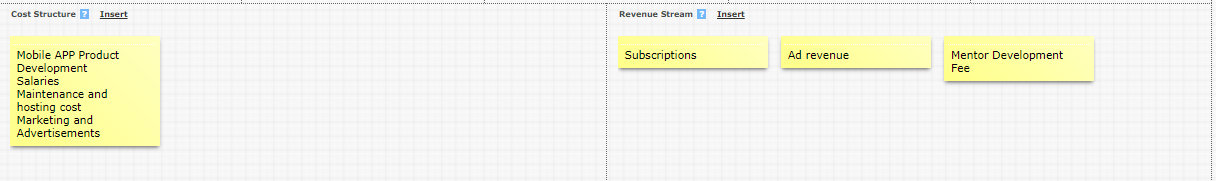 Cost Structure ? Insert
Mobile APP Product
Development
Salaries
Maintenance and
hosting cost
Marketing and
Advertisements
Revenue Stream ? Insert
Subscriptions
Ad revenue
Mentor Development
Fee